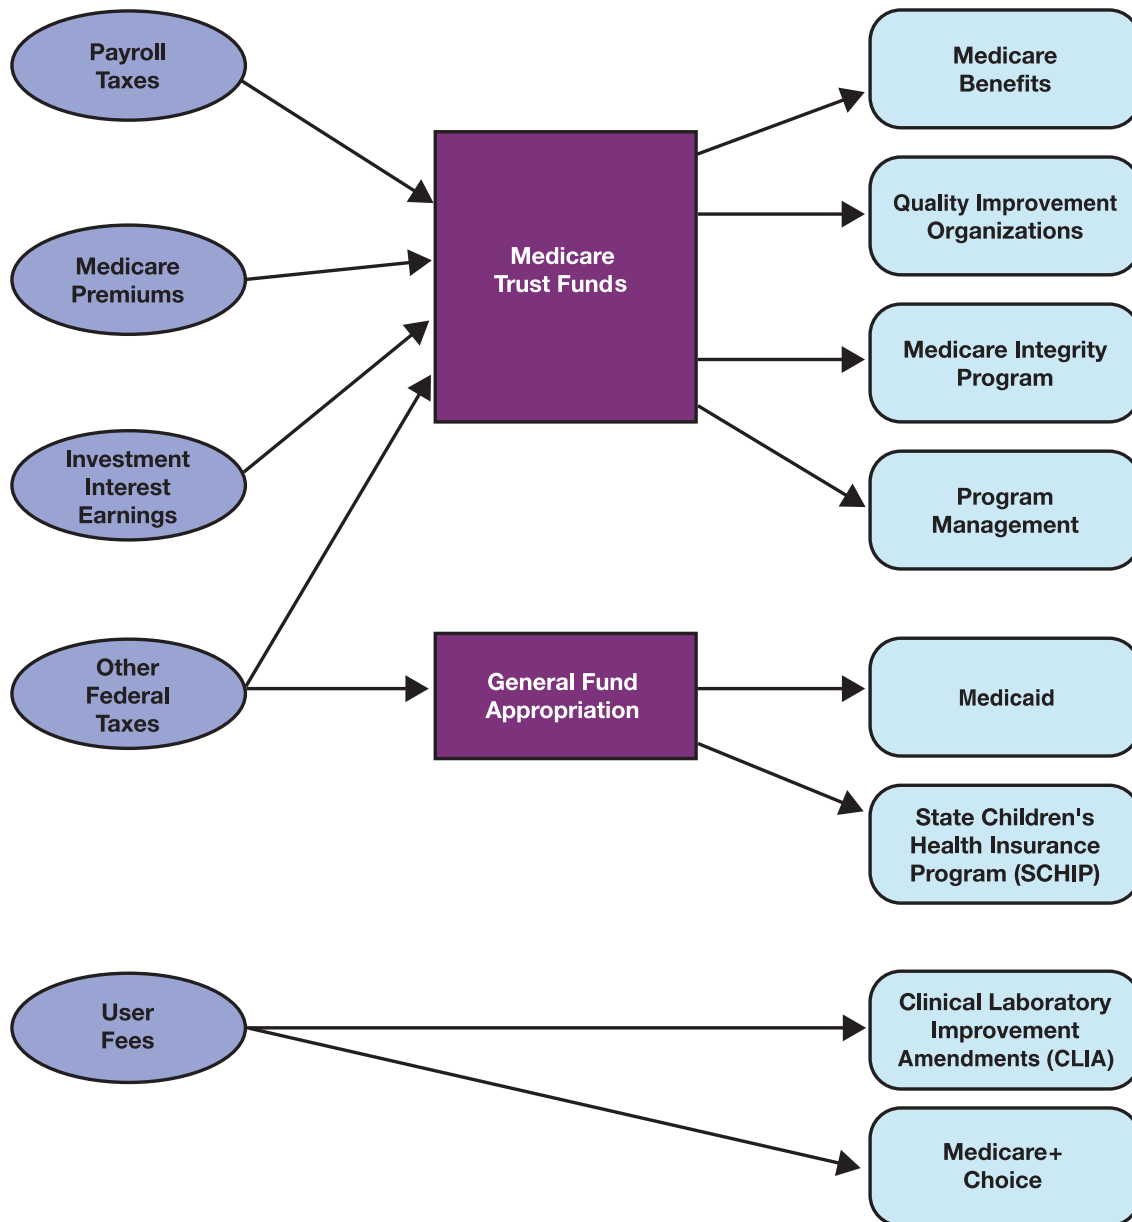 Payroll
Taxes
Medicare
Premiums
Investment
Interest
Earnings
Other
Federal
Taxes
User
Fees
Medicare
Trust Funds
General Fund
Appropriation
Medicare
Benefits
Quality Improvement
Organizations
Medicare Integrity
Program
Program
Management
Medicaid
State Children's
Health Insurance
Program (SCHIP)
Clinical Laboratory
Improvement
Amendments (CLIA)
Medicare+
Choice